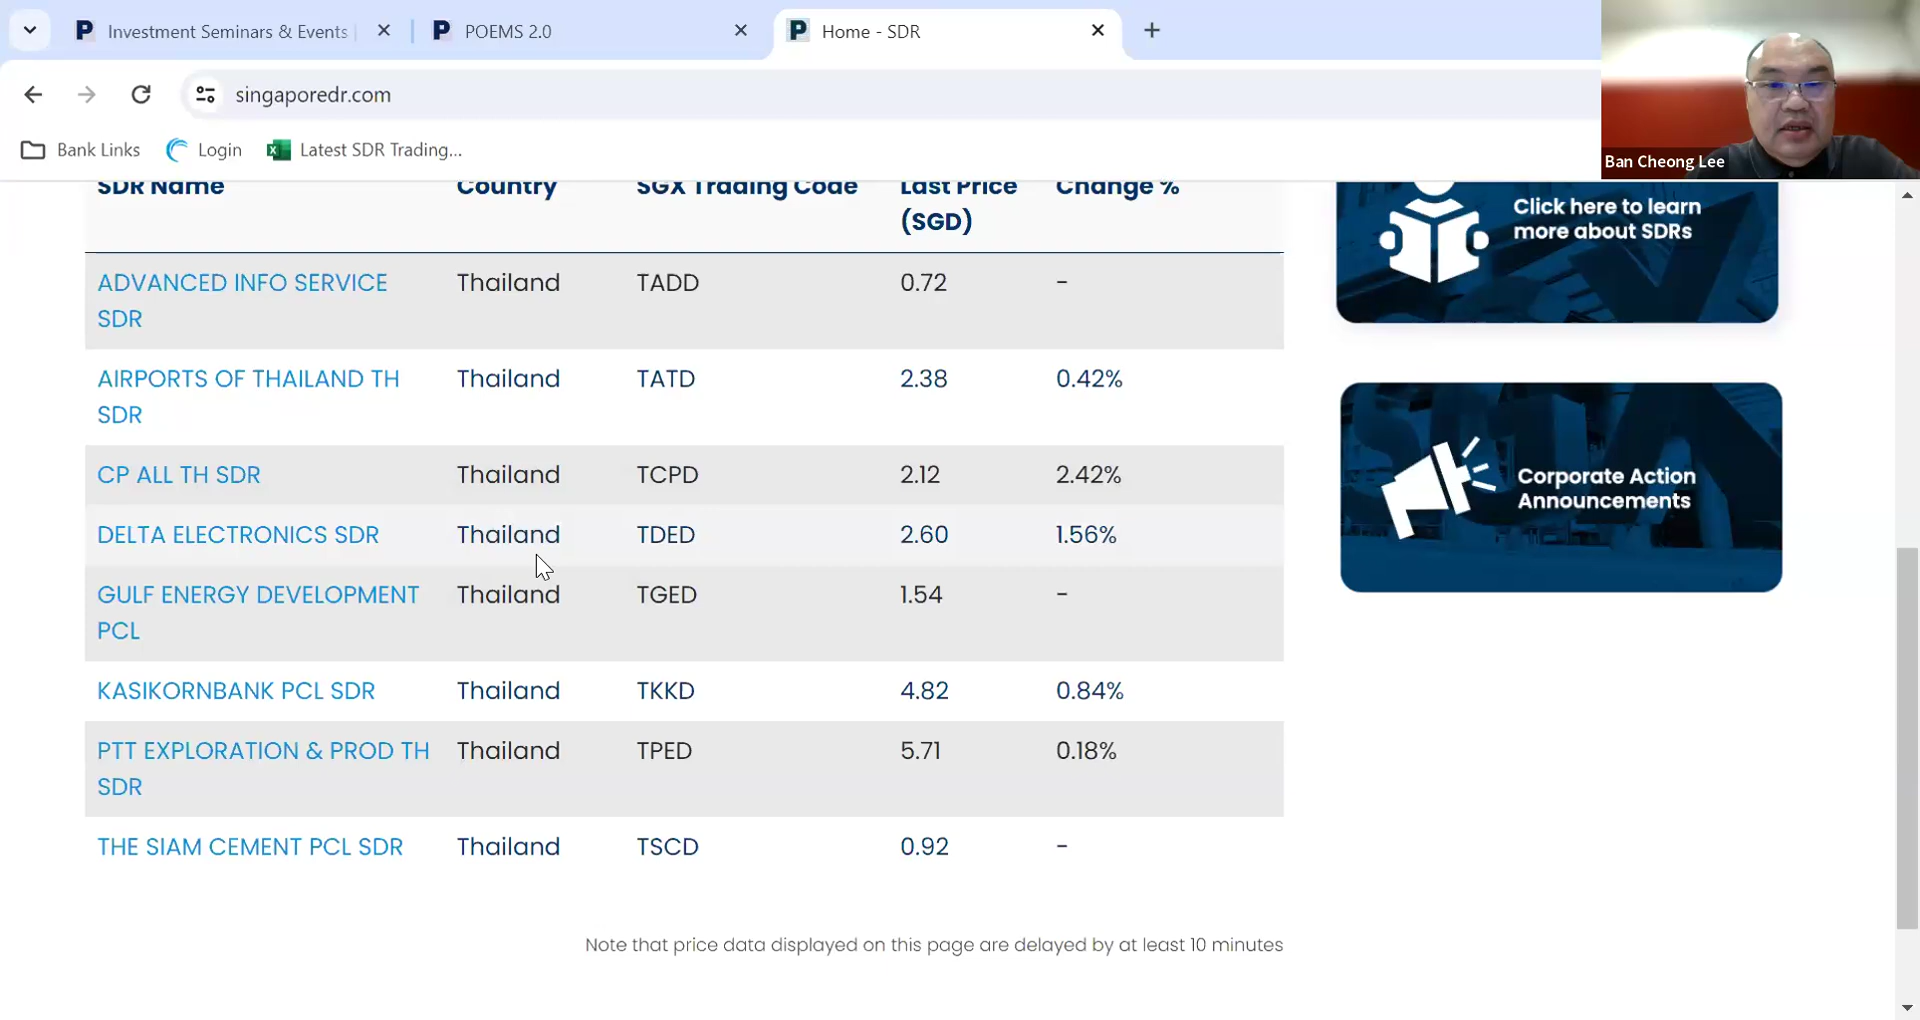 Investment Seminars & Events
POEMS 2.0
Home - SDR
singaporedr.com
Bank Links
Login
Latest SDR Trading...
Ban Cheong Lee
SDR Name Country SGX Trading Code Last Price (SGD) Change %
ADVANCED INFO SERVICE SDR Thailand TADD 0.72 -
AIRPORTS OF THAILAND TH SDR Thailand TATD 2.38 0.42%
CP ALL TH SDR Thailand TCPD 2.12 2.42%
DELTA ELECTRONICS SDR Thailand TDED 2.60 1.56%
GULF ENERGY DEVELOPMENT PCL Thailand TGED 1.54 -
KASIKORNBANK PCL SDR Thailand TKKD 4.82 0.84%
PTT EXPLORATION & PROD TH SDR Thailand TPED 5.71 0.18%
THE SIAM CEMENT PCL SDR Thailand TSCD 0.92 -
Note that price data displayed on this page are delayed by at least 10 minutes
Click here to learn
more about SDRs
Corporate Action
Announcements